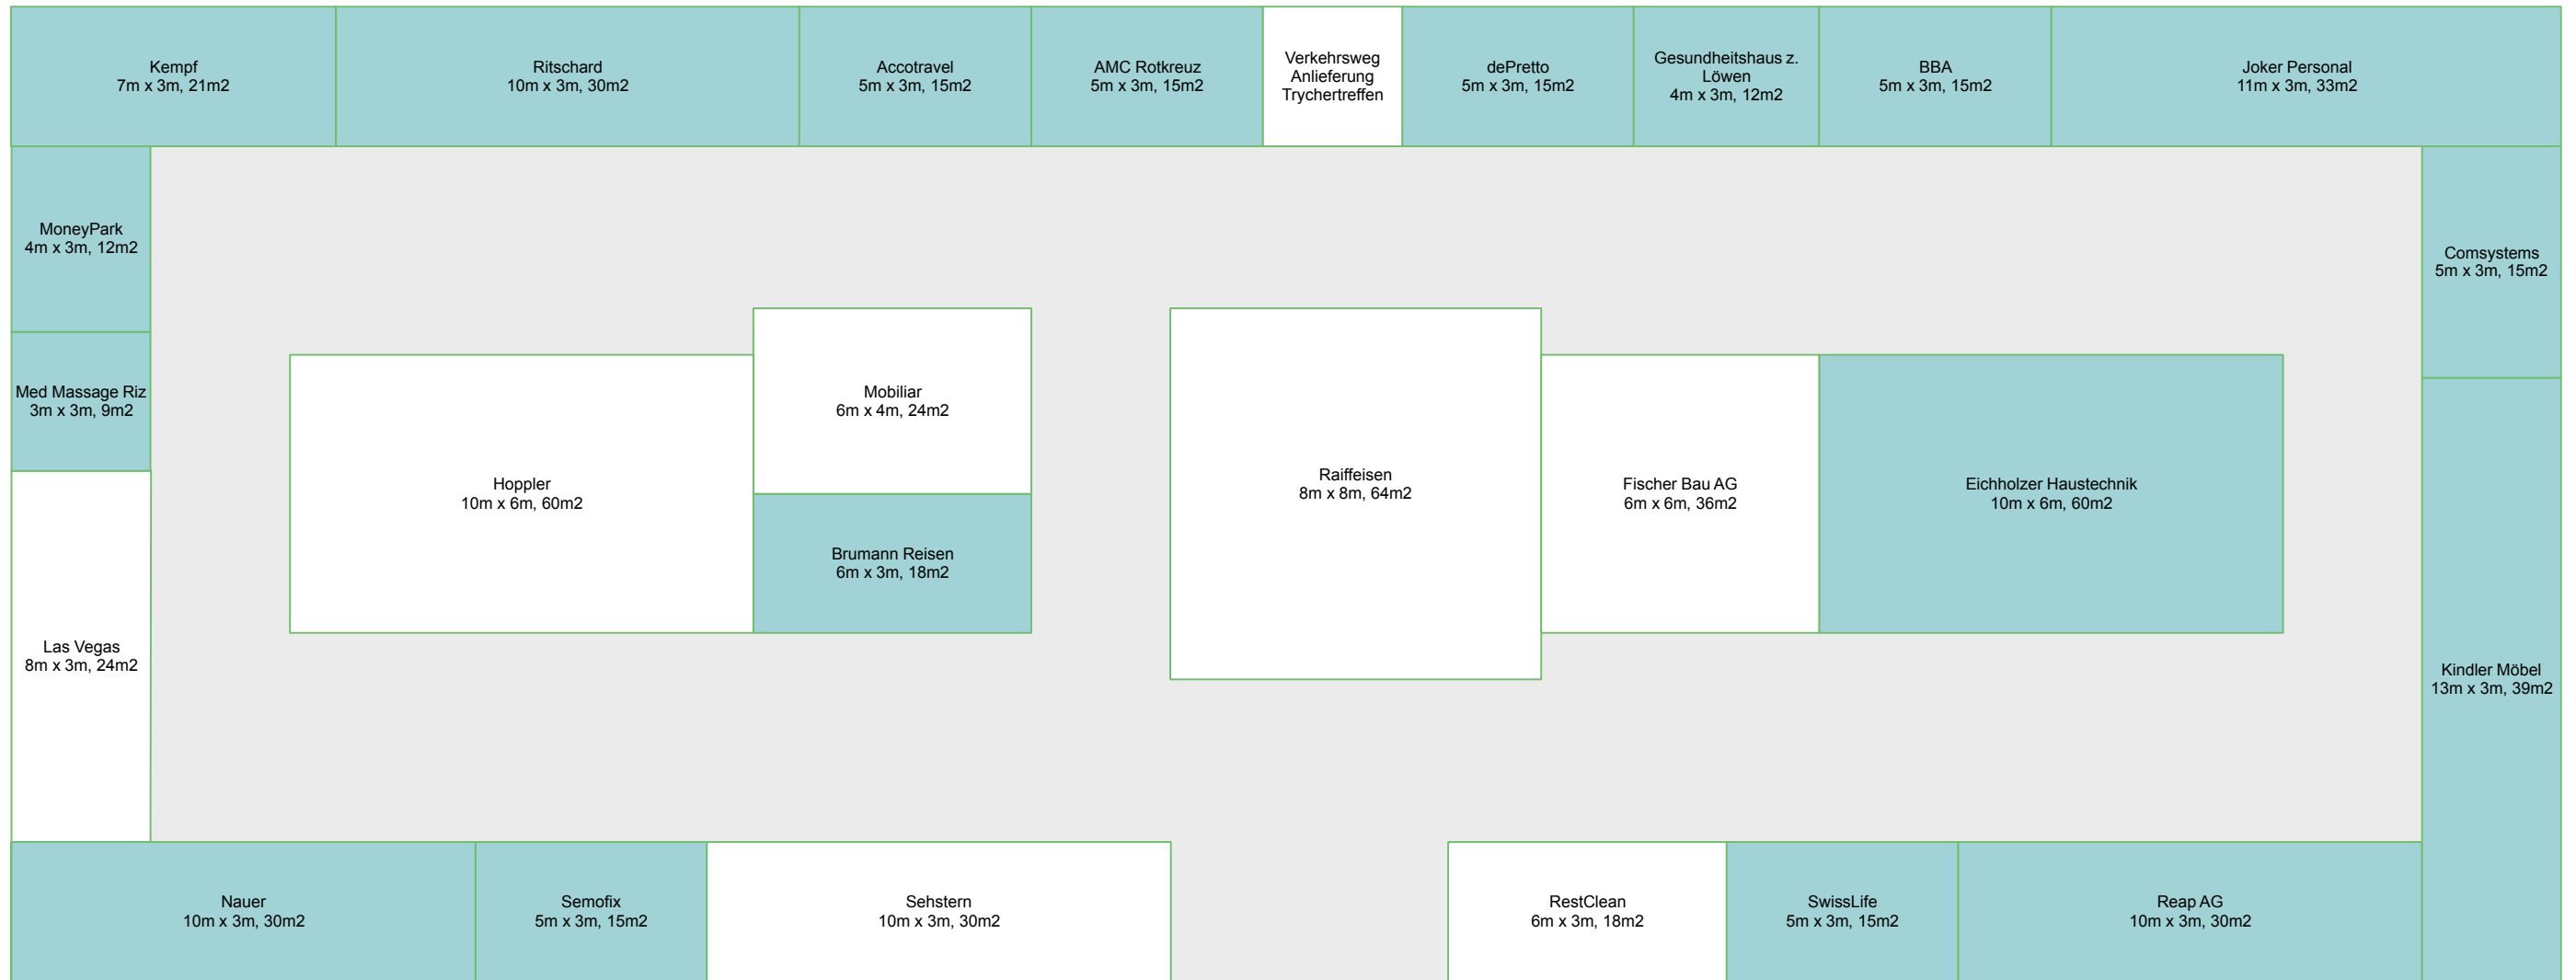 Kempf
7m x 3m, 21m2
Ritschard
10m x 3m, 30m2
Accotravel
5m x 3m, 15m2
AMC Rotkreuz
5m x 3m, 15m2
Verkehrsweg
Anlieferung
Trychertreffen
dePretto
5m x 3m, 15m2
Gesundheitshaus z.
Löwen
4m x 3m, 12m2
BBA
5m x 3m, 15m2
Joker Personal
11m x 3m, 33m2
MoneyPark
4m x 3m, 12m2
Comsystems
5m x 3m, 15m2
Med Massage Riz
3m x 3m, 9m2
Mobiliar
6m x 4m, 24m2
Hoppler
10m x 6m, 60m2
Raiffeisen
8m x 8m, 64m2
Fischer Bau AG
6m x 6m, 36m2
Eichholzer Haustechnik
10m x 6m, 60m2
Brumann Reisen
6m x 3m, 18m2
Las Vegas
8m x 3m, 24m2
Kindler Möbel
13m x 3m, 39m2
Nauer
10m x 3m, 30m2
Semofix
5m x 3m, 15m2
Sehstern
10m x 3m, 30m2
RestClean
6m x 3m, 18m2
SwissLife
5m x 3m, 15m2
Reap AG
10m x 3m, 30m2